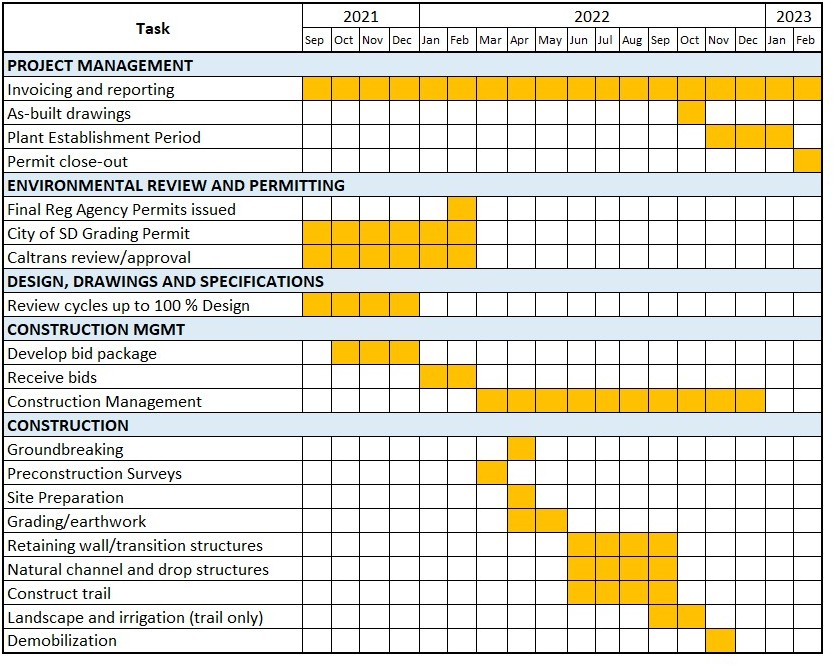 Task
2021 2022 2023
Sep Oct Nov Dec Jan Feb Mar Apr May Jun Jul Aug Sep Oct Nov Dec Jan Feb
PROJECT MANAGEMENT
Invoicing and reporting
As-built drawings
Plant Establishment Period
Permit close-out
ENVIRONMENTAL REVIEW AND PERMITTING
Final Reg Agency Permits issued
City of SD Grading Permit
Caltrans review/approval
DESIGN, DRAWINGS AND SPECIFICATIONS
Review cycles up to 100 % Design
CONSTRUCTION MGMT
Develop bid package
Receive bids
Construction Management
CONSTRUCTION
Groundbreaking
Preconstruction Surveys
Site Preparation
Grading/earthwork
Retaining wall/transition structures
Natural channel and drop structures
Construct trail
Landscape and irrigation (trail only)
Demobilization